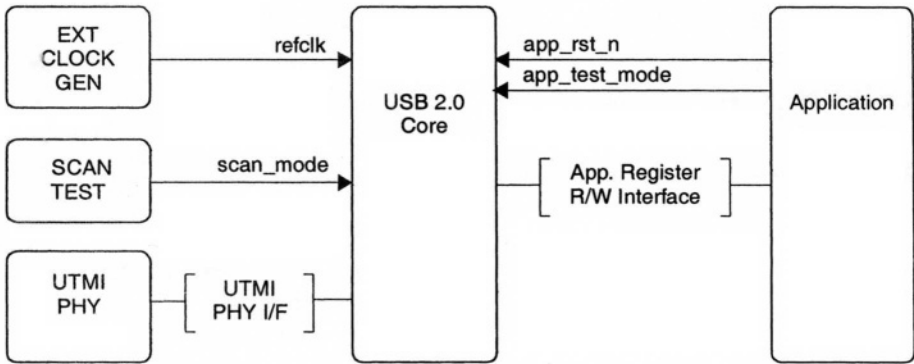 EXT
CLOCK
GEN
refclk
app_rst_n
app_test_mode
USB 2.0
Core
Application
SCAN
TEST
scan_mode
App. Register
R/W Interface
UTMI
PHY
UTMI
PHY I/F